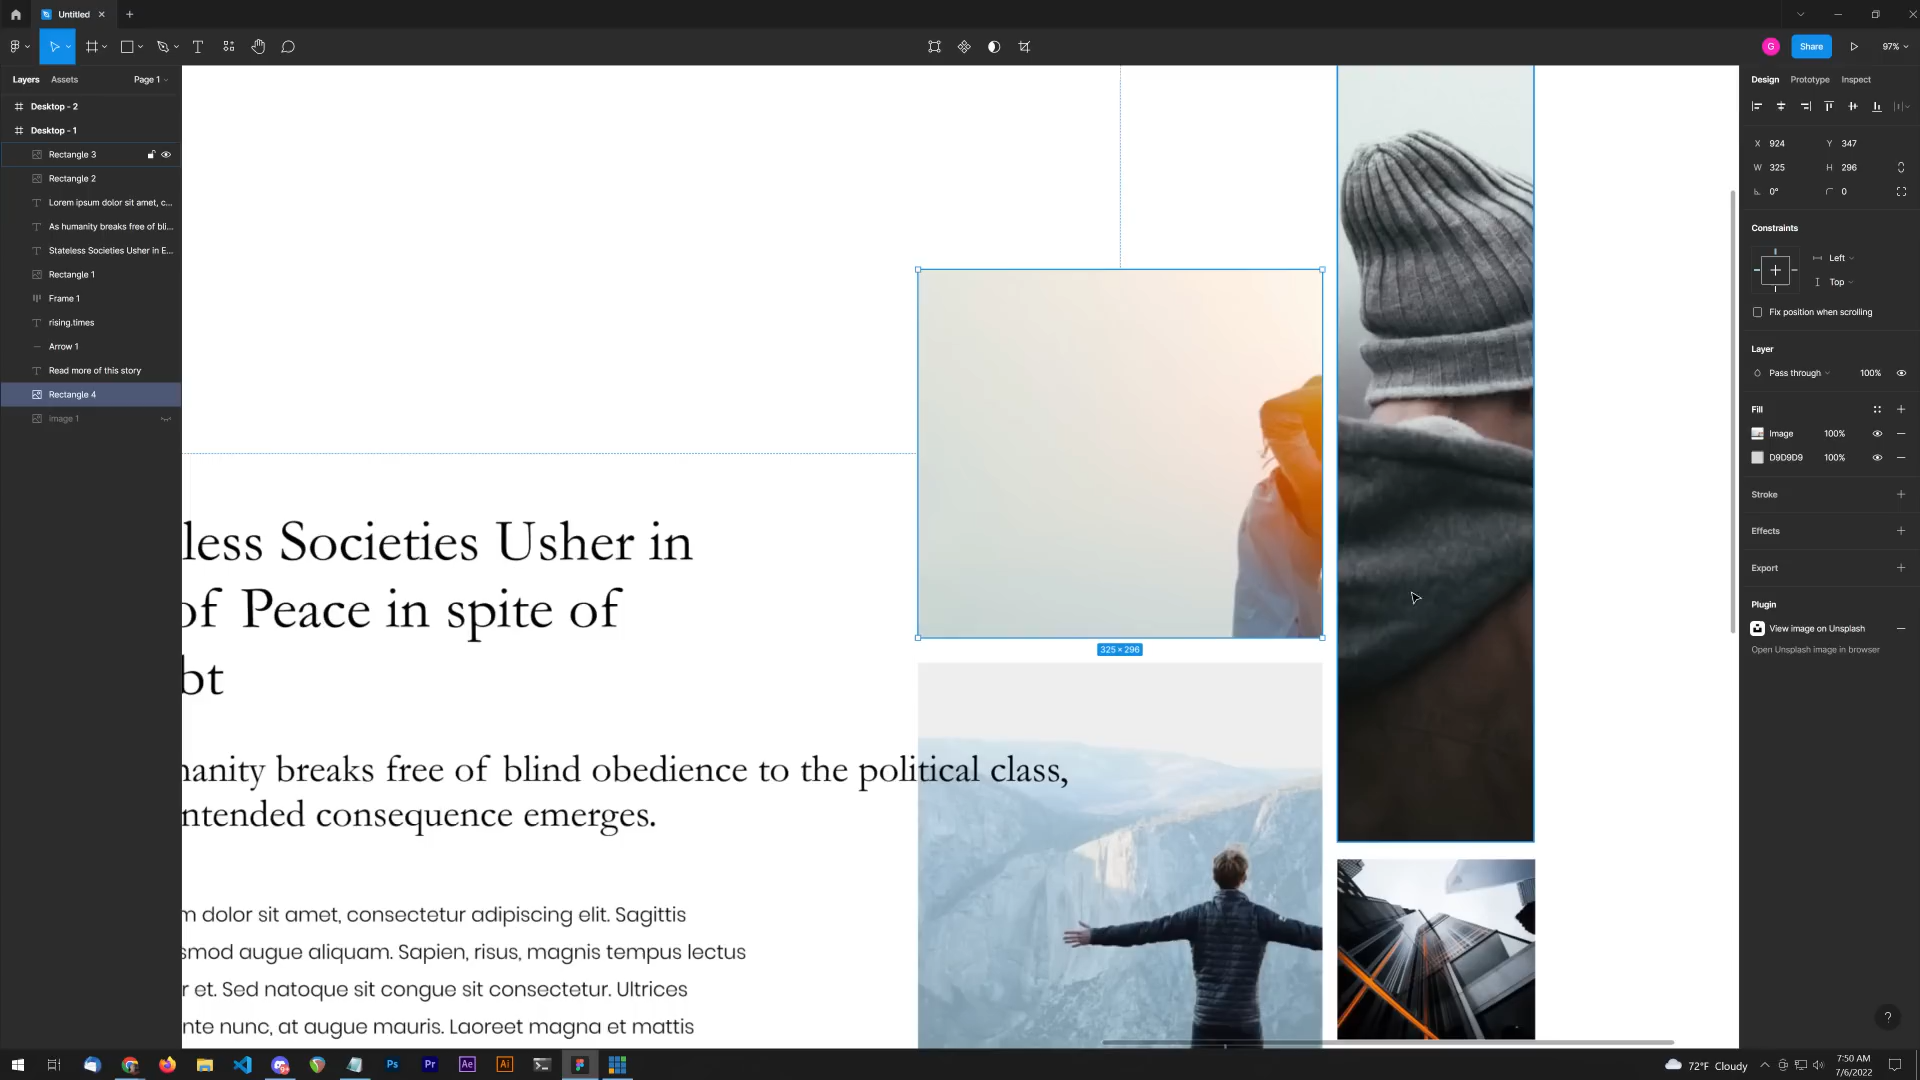 Untitled
Share
97%
Layers
Assets
Page 1
Desktop - 2
Desktop - 1
Rectangle 3
Rectangle 2
Lorem ipsum dolor sit amet, c...
As humanity breaks free of bli...
Stateless Societies Usher in E...
Rectangle 1
Frame 1
rising.times
Arrow 1
Read more of this story
Rectangle 4
Image 1
less Societies Usher in
of Peace in spite of
bt
manity breaks free of blind obedience to the political class,
ntended consequence emerges.
m dolor sit amet, consectetur adipiscing elit. Sagittis
smod augue aliquam. Sapien, risus, magnis tempus lectus
r et. Sed natoque sit congue sit consectetur. Ultrices
nte nunc, at augue mauris. Laoreet magna et mattis
325 × 296
Design
Prototype
Inspect
X 924 Y 347
W 325 H 296
0° 0
Constraints
Left
Top
Fix position when scrolling
Layer
Pass through 100%
Fill
Image 100%
D9D9D9 100%
Stroke
Effects
Export
Plugin
View image on Unsplash
Open Unsplash image in browser
?
G
Ps
Pr
Ae
Ai
72°F Cloudy
7:50 AM
7/6/2022